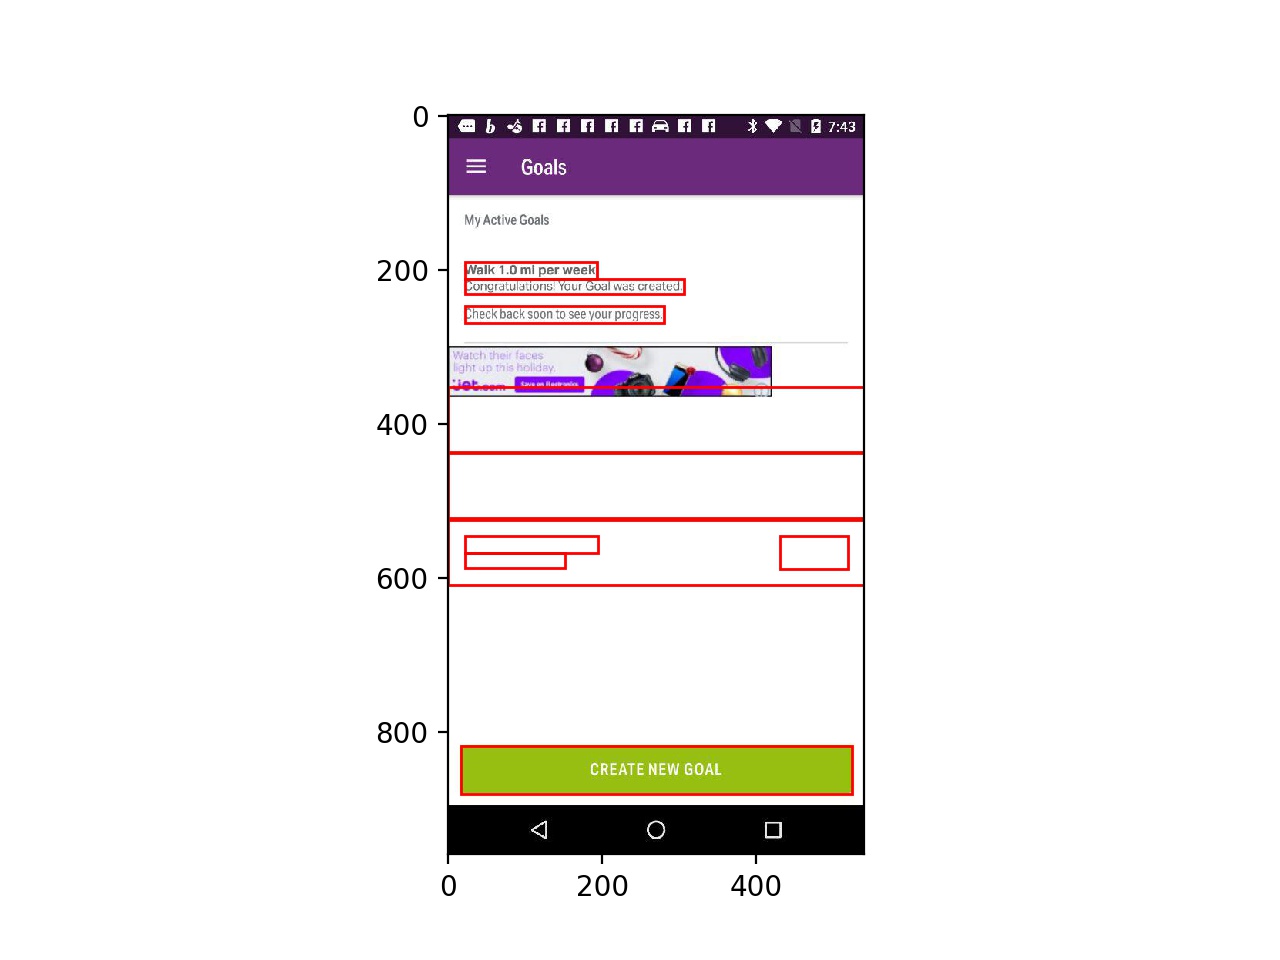 0
7:43
Goals
My Active Goals
200
Walk 1.0 mi per week
Congratulations! Your Goal was created.
Check back soon to see your progress.
Watch their faces
light up this holiday.
jet.com Save on Electronics
400
600
800
CREATE NEW GOAL
0 200 400